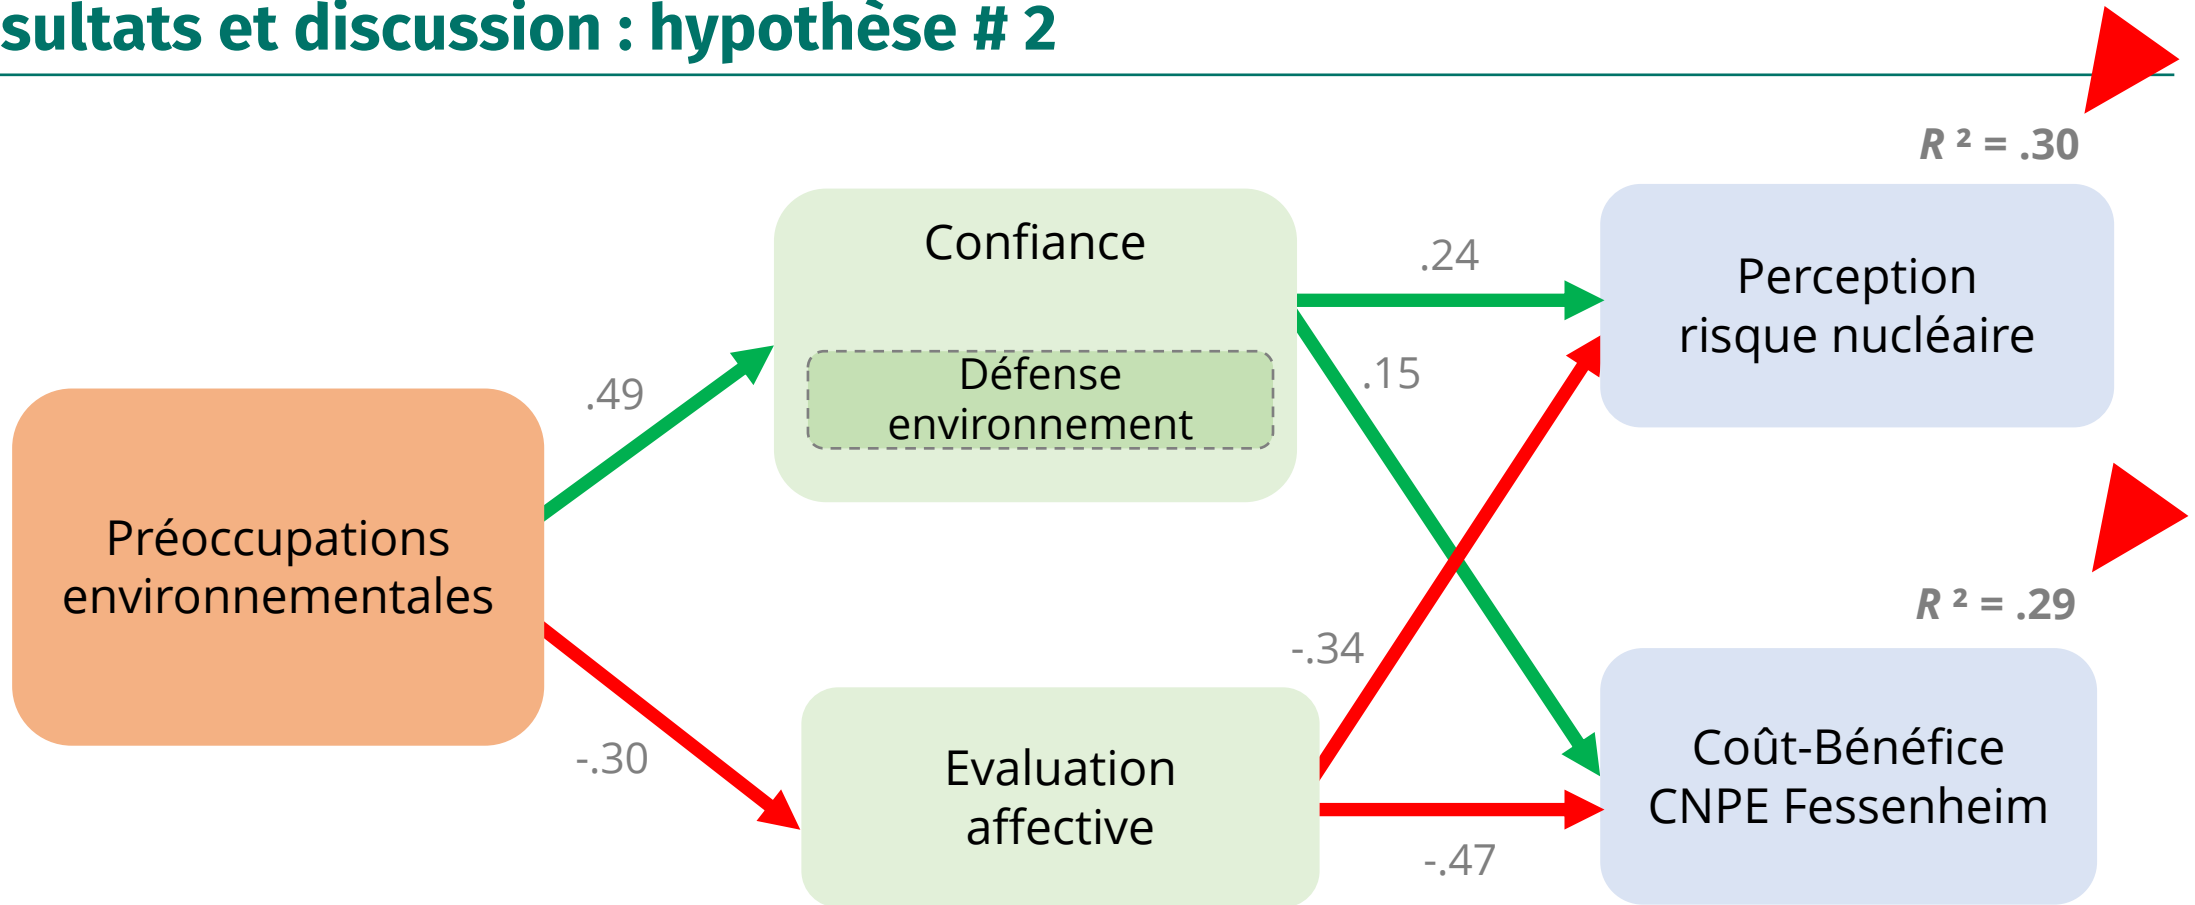 sultats et discussion : hypothèse # 2
R ² = .30
Confiance
.24
Perception
risque nucléaire
Défense
environnement
.15
.49
Préoccupations
environnementales
R ² = .29
-.34
-.30
Evaluation
affective
Coût-Bénéfice
CNPE Fessenheim
-.47